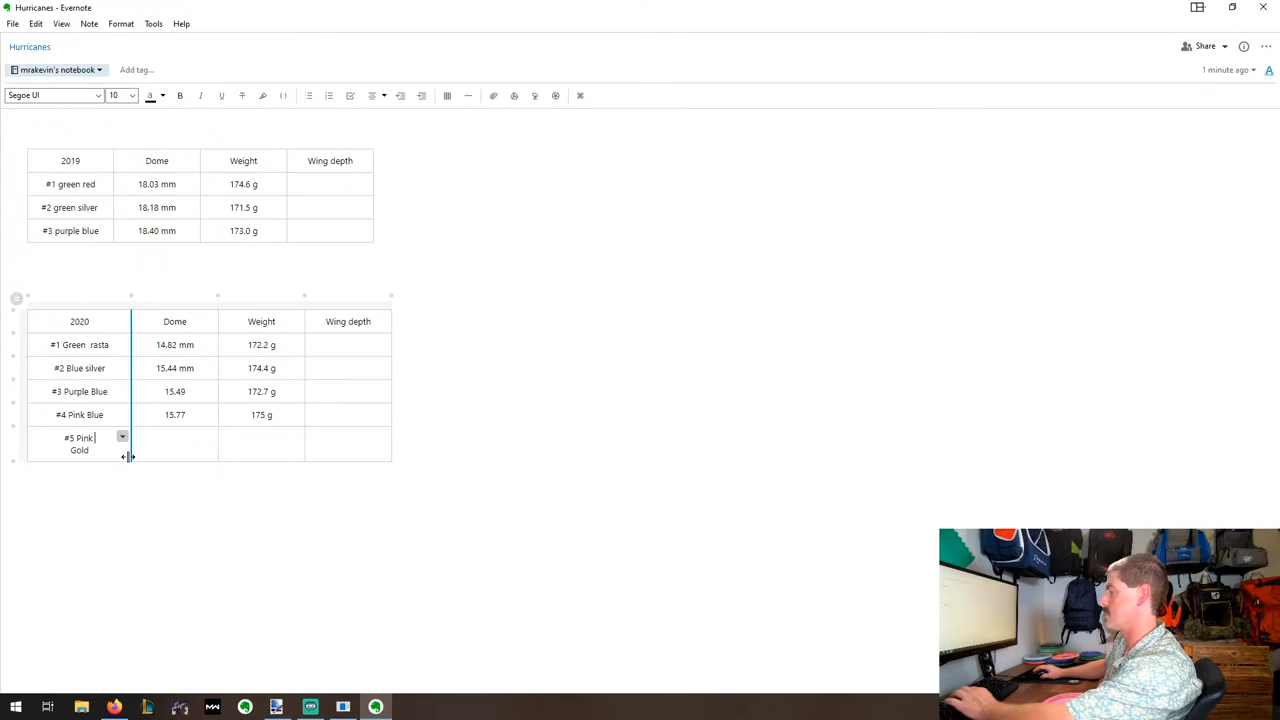 Hurricanes - Evernote
File Edit View Note Format Tools Help
Hurricanes
Share
mrakevin's notebook
Add tag...
1 minute ago
Segoe UI 10
2019 Dome Weight Wing depth
#1 green red 18.03 mm 174.6 g
#2 green silver 18.18 mm 171.5 g
#3 purple blue 18.40 mm 173.0 g
2020 Dome Weight Wing depth
#1 Green rasta 14.82 mm 172.2 g
#2 Blue silver 15.44 mm 174.4 g
#3 Purple Blue 15.49 172.7 g
#4 Pink Blue 15.77 175 g
#5 Pink
Gold